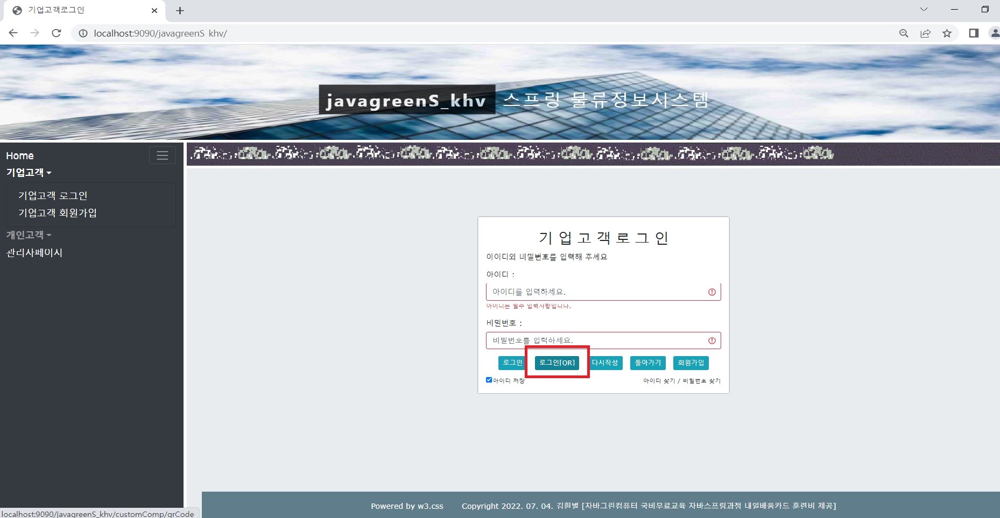 기업고객로그인
localhost:9090/javagreenS_khv/
javagreenS_khv 스프링 물류정보시스템
Home
기업고객
기업고객 로그인
기업고객 회원가입
개인고객
관리자페이지
기업고객로그인
아이디와 비밀번호를 입력해 주세요
아이디 :
아이디를 입력하세요.
아이디는 필수 입력사항입니다.
비밀번호 :
비밀번호를 입력하세요.
로그인 로그인[QR] 다시작성 돌아가기 회원가입
아이디 저장 아이디 찾기 / 비밀번호 찾기
Powered by w3.css Copyright 2022. 07. 04. 김흰별 [자바그린컴퓨터 국비무료교육 자바스프링과정 내일배움카드 훈련비 제공]
localhost:9090/javagreenS_khv/customComp/qrCode